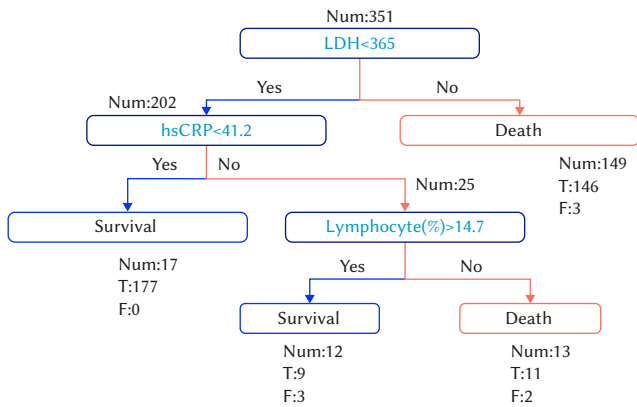 Num:351
LDH<365
Yes
No
Num:202
hsCRP<41.2
Death
Num:149
T:146
F:3
Yes
No
Num:25
Survival
Lymphocyte(%)>14.7
Num:17
T:177
F:0
Yes
No
Survival
Death
Num:12
T:9
F:3
Num:13
T:11
F:2